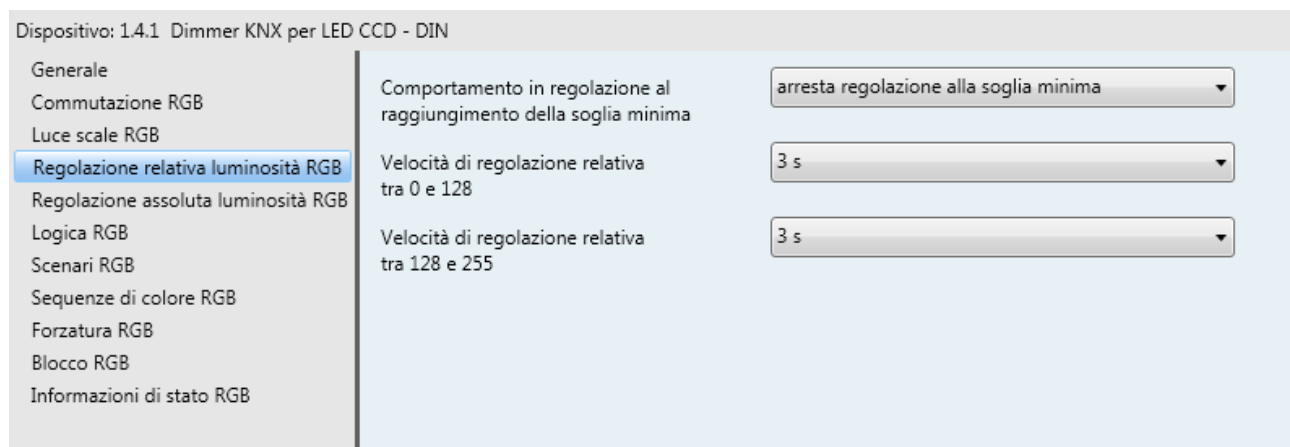 Dispositivo: 1.4.1 Dimmer KNX per LED CCD - DIN
Generale
Commutazione RGB
Luce scale RGB
Regolazione relativa luminosità RGB
Regolazione assoluta luminosità RGB
Logica RGB
Scenari RGB
Sequenze di colore RGB
Forzatura RGB
Blocco RGB
Informazioni di stato RGB
Comportamento in regolazione al
raggiungimento della soglia minima
arresta regolazione alla soglia minima
Velocità di regolazione relativa
tra 0 e 128
3 s
Velocità di regolazione relativa
tra 128 e 255
3 s